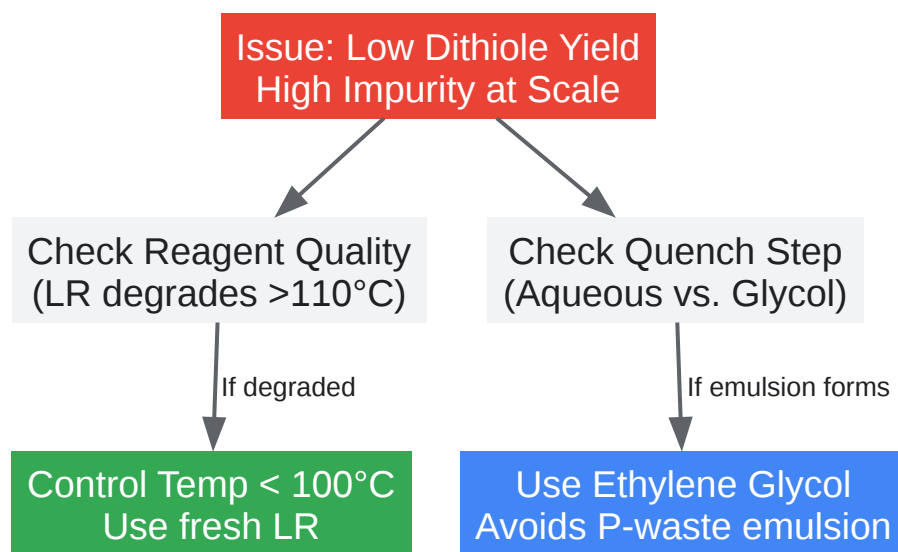 Issue: Low Dithiole Yield
High Impurity at Scale
Check Reagent Quality
(LR degrades >110°C)
Check Quench Step
(Aqueous vs. Glycol)
If degraded
If emulsion forms
Control Temp < 100°C
Use fresh LR
Use Ethylene Glycol
Avoids P-waste emulsion